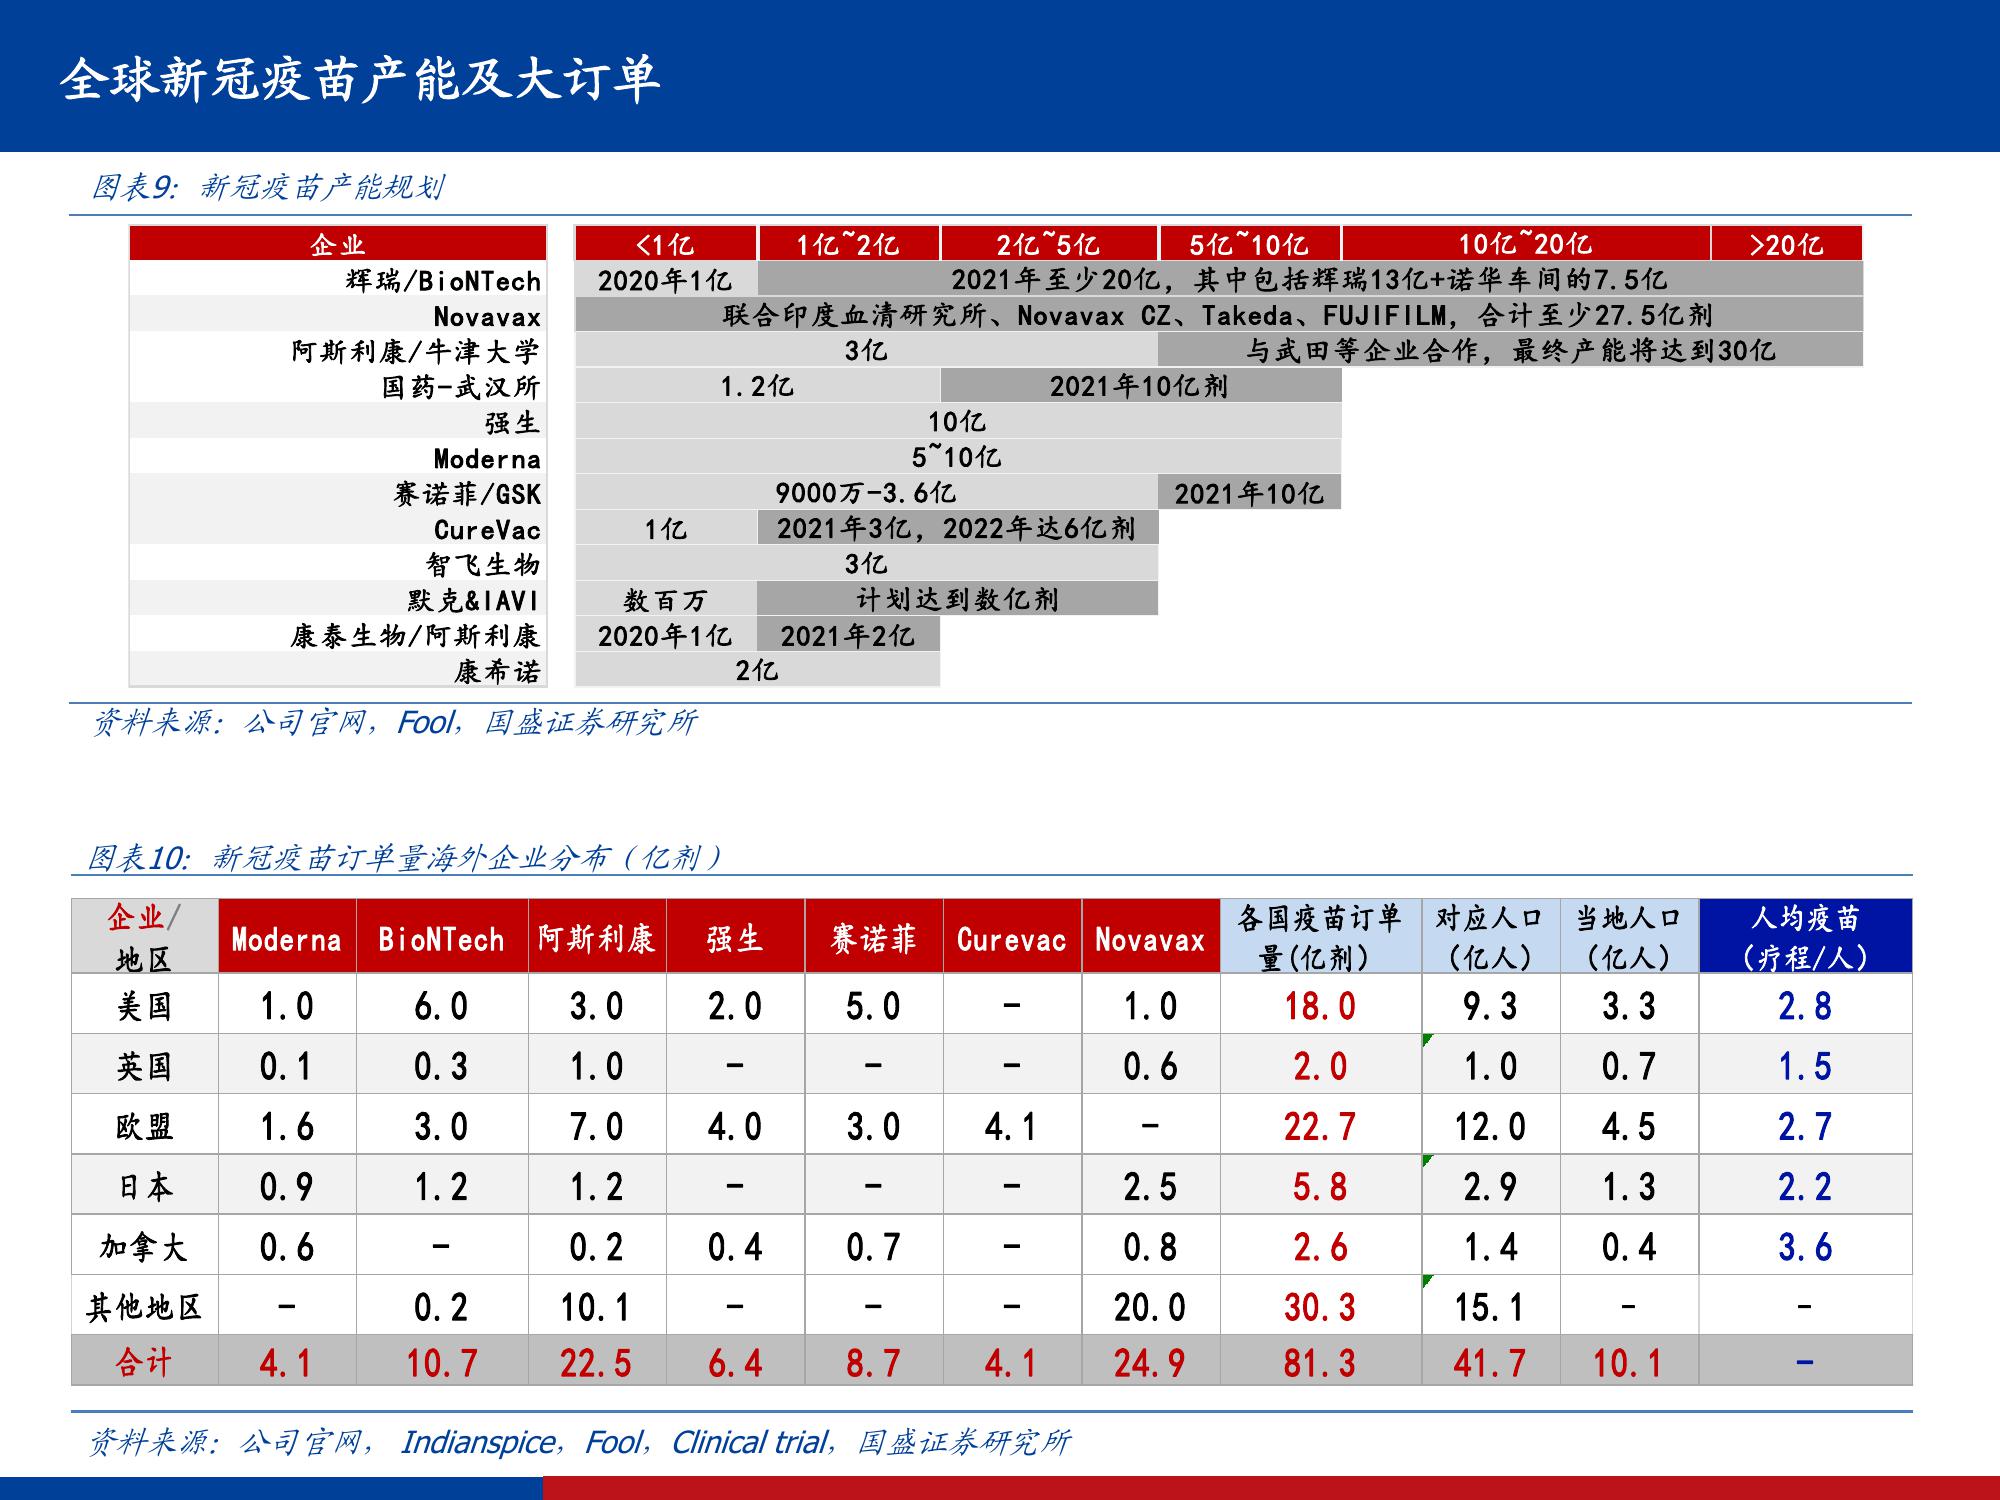 全球新冠疫苗产能及大订单
图表9: 新冠疫苗产能规划
企业 <1亿 1亿~2亿 2亿~5亿 5亿~10亿 10亿~20亿 >20亿
辉瑞/BioNTech 2020年1亿 2021年至少20亿，其中包括辉瑞13亿+诺华车间的7.5亿
Novavax 联合印度血清研究所、Novavax CZ、Takeda、FUJIFILM，合计至少27.5亿剂
阿斯利康/牛津大学 3亿 与武田等企业合作，最终产能将达到30亿
国药-武汉所 1.2亿 2021年10亿剂
强生 10亿
Moderna 5~10亿
赛诺菲/GSK 9000万-3.6亿 2021年10亿
CureVac 1亿 2021年3亿，2022年达6亿剂
智飞生物 3亿
默克&IAVI 数百万 计划达到数亿剂
康泰生物/阿斯利康 2020年1亿 2021年2亿
康希诺 2亿
资料来源：公司官网，Fool，国盛证券研究所
图表10: 新冠疫苗订单量海外企业分布（亿剂）
企业/
地区 Moderna BioNTech 阿斯利康 强生 赛诺菲 Curevac Novavax 各国疫苗订单
量(亿剂) 对应人口
(亿人) 当地人口
(亿人) 人均疫苗
(疗程/人)
美国 1.0 6.0 3.0 2.0 5.0 - 1.0 18.0 9.3 3.3 2.8
英国 0.1 0.3 1.0 - - - 0.6 2.0 1.0 0.7 1.5
欧盟 1.6 3.0 7.0 4.0 3.0 4.1 - 22.7 12.0 4.5 2.7
日本 0.9 1.2 1.2 - - - 2.5 5.8 2.9 1.3 2.2
加拿大 0.6 - 0.2 0.4 0.7 - 0.8 2.6 1.4 0.4 3.6
其他地区 - 0.2 10.1 - - - 20.0 30.3 15.1 - -
合计 4.1 10.7 22.5 6.4 8.7 4.1 24.9 81.3 41.7 10.1 -
资料来源：公司官网， Indianspice，Fool，Clinical trial，国盛证券研究所